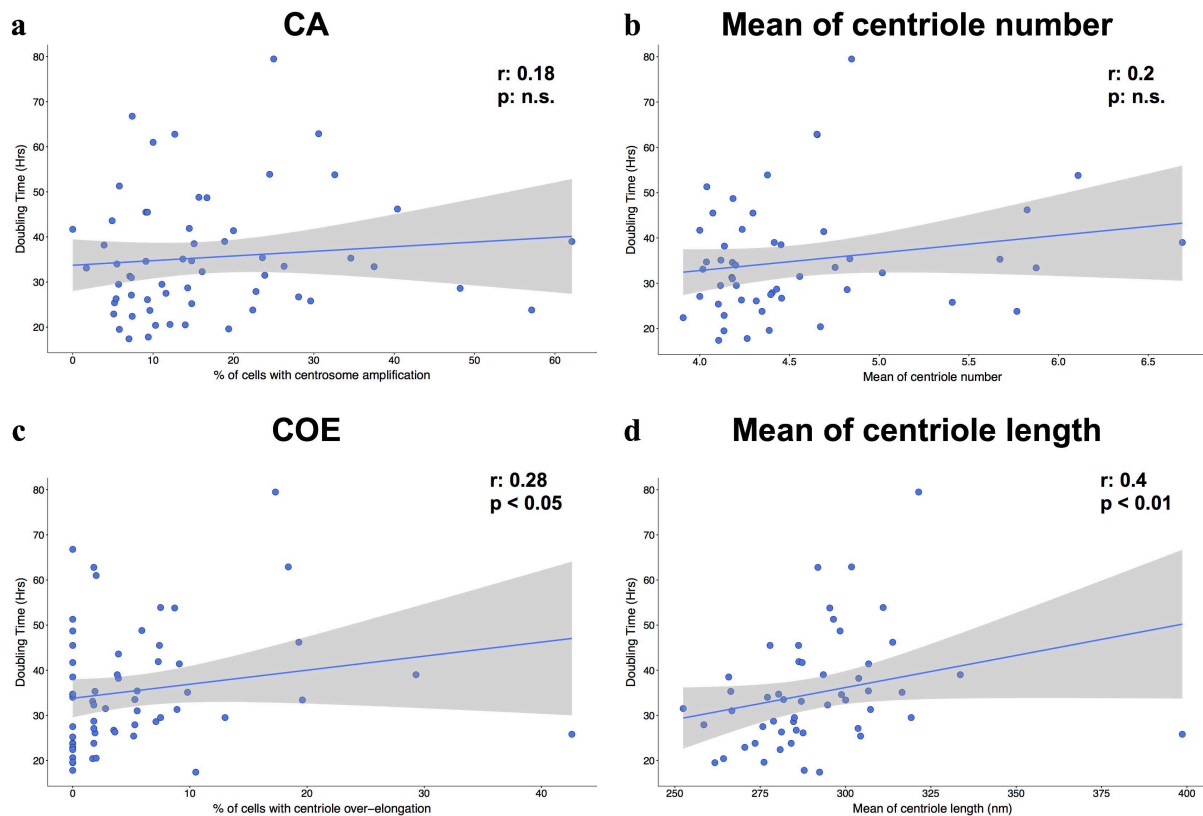 a
CA
r: 0.18
p: n.s.
Doubling Time (Hrs)
80
70
60
50
40
30
20
0
10
20
30
40
50
60
% of cells with centrosome amplification
b
Mean of centriole number
r: 0.2
p: n.s.
Doubling Time (Hrs)
80
70
60
50
40
30
20
4.0
4.5
5.0
5.5
6.0
6.5
Mean of centriole number
c
COE
r: 0.28
p < 0.05
Doubling Time (Hrs)
80
70
60
50
40
30
20
0
10
20
30
40
% of cells with centriole over−elongation
d
Mean of centriole length
r: 0.4
p < 0.01
Doubling Time (Hrs)
80
70
60
50
40
30
20
250
275
300
325
350
375
400
Mean of centriole length (nm)